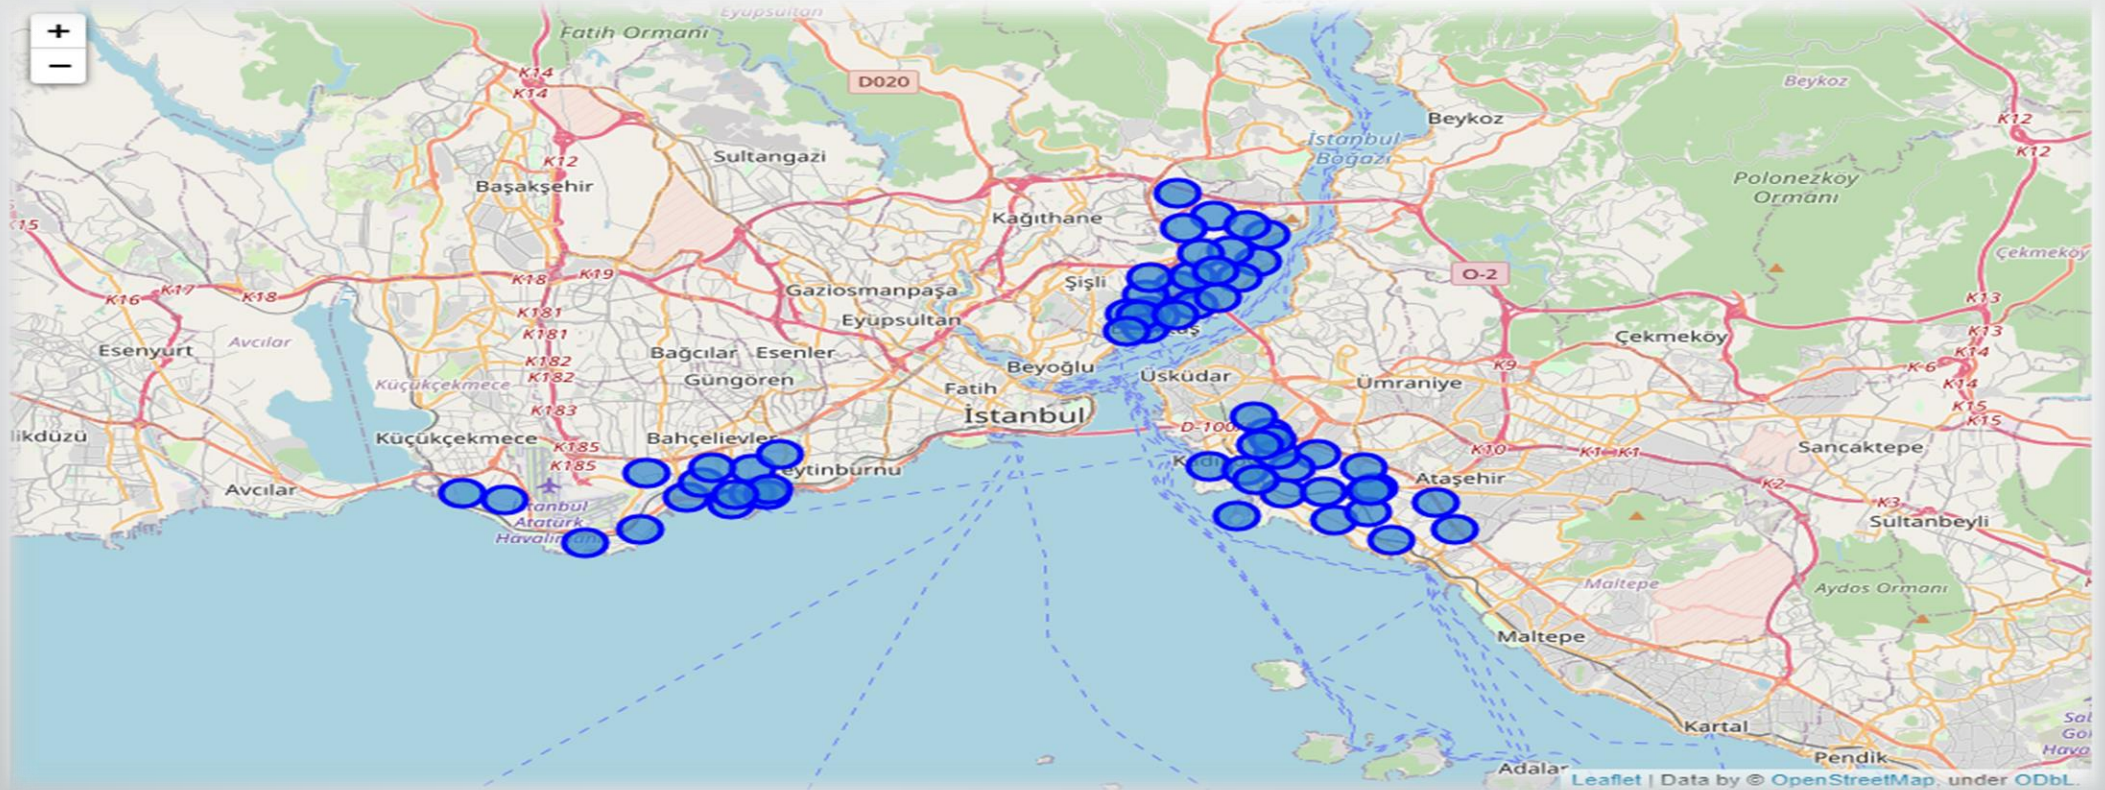 +
−
Eyüpsultan
Fatih Ormanı
K14
K14
D020
Beykoz
Beykoz
İstanbul
Boğazı
K12
K12
K12
Sultangazi
Başakşehir
Polonezköy
Ormanı
Kağıthane
K15
Çekmeköy
K18
K19
O-2
Şişli
K16
K17
K18
Gaziosmanpaşa
K13
K181
Eyüpsultan
K181
K13
Esenyurt
Avcılar
Bağcılar
Esenler
Çekmeköy
K14
K182
K182
Küçükçekmece
Güngören
Beyoğlu
Fatih
Üsküdar
Ümraniye
K9
K-6
K14
K183
İstanbul
K15
K15
D-100
likdüzü
Küçükçekmece
Bahçelievler
K185
K185
eytinburnu
K10
K1
K1
Sancaktepe
Avcılar
Ataşehir
K2
K3
Sultanbeyli
Atatürk
Maltepe
Aydos Ormanı
Maltepe
Kartal
Pendik
Adalar
Leaflet | Data by © OpenStreetMap, under ODbL.